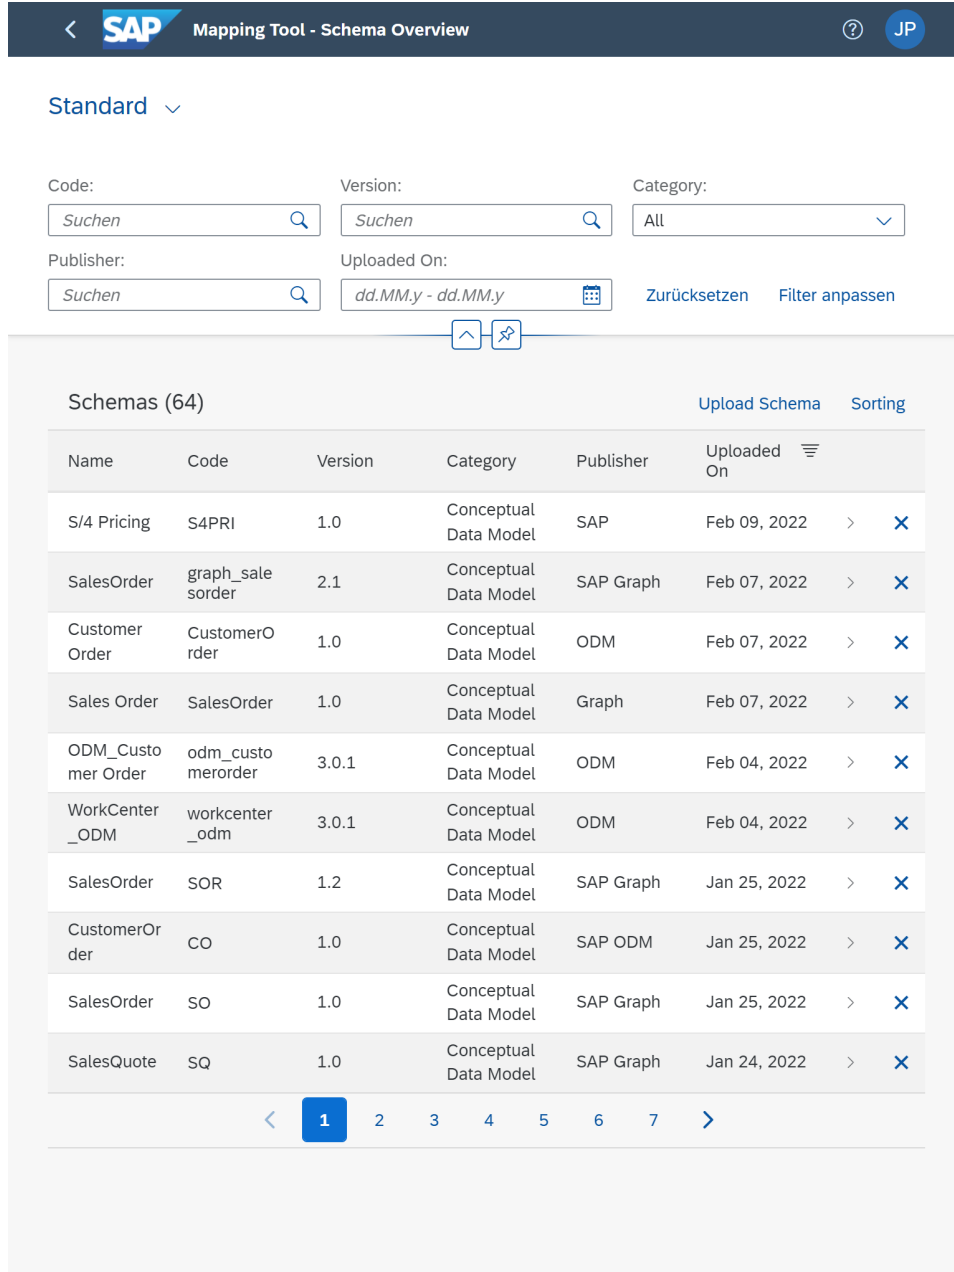 SAP Mapping Tool - Schema Overview ? JP
Standard
Code: Version: Category:
Suchen Suchen All
Publisher: Uploaded On:
Suchen dd.MM.y - dd.MM.y Zurücksetzen Filter anpassen
Schemas (64) Upload Schema Sorting
Name Code Version Category Publisher Uploaded
On
S/4 Pricing S4PRI 1.0 Conceptual
Data Model SAP Feb 09, 2022
SalesOrder graph_sale
sorder 2.1 Conceptual
Data Model SAP Graph Feb 07, 2022
Customer
Order CustomerO
rder 1.0 Conceptual
Data Model ODM Feb 07, 2022
Sales Order SalesOrder 1.0 Conceptual
Data Model Graph Feb 07, 2022
ODM_Custo
mer Order odm_custo
merorder 3.0.1 Conceptual
Data Model ODM Feb 04, 2022
WorkCenter
_ODM workcenter
_odm 3.0.1 Conceptual
Data Model ODM Feb 04, 2022
SalesOrder SOR 1.2 Conceptual
Data Model SAP Graph Jan 25, 2022
CustomerOr
der CO 1.0 Conceptual
Data Model SAP ODM Jan 25, 2022
SalesOrder SO 1.0 Conceptual
Data Model SAP Graph Jan 25, 2022
SalesQuote SQ 1.0 Conceptual
Data Model SAP Graph Jan 24, 2022
1 2 3 4 5 6 7